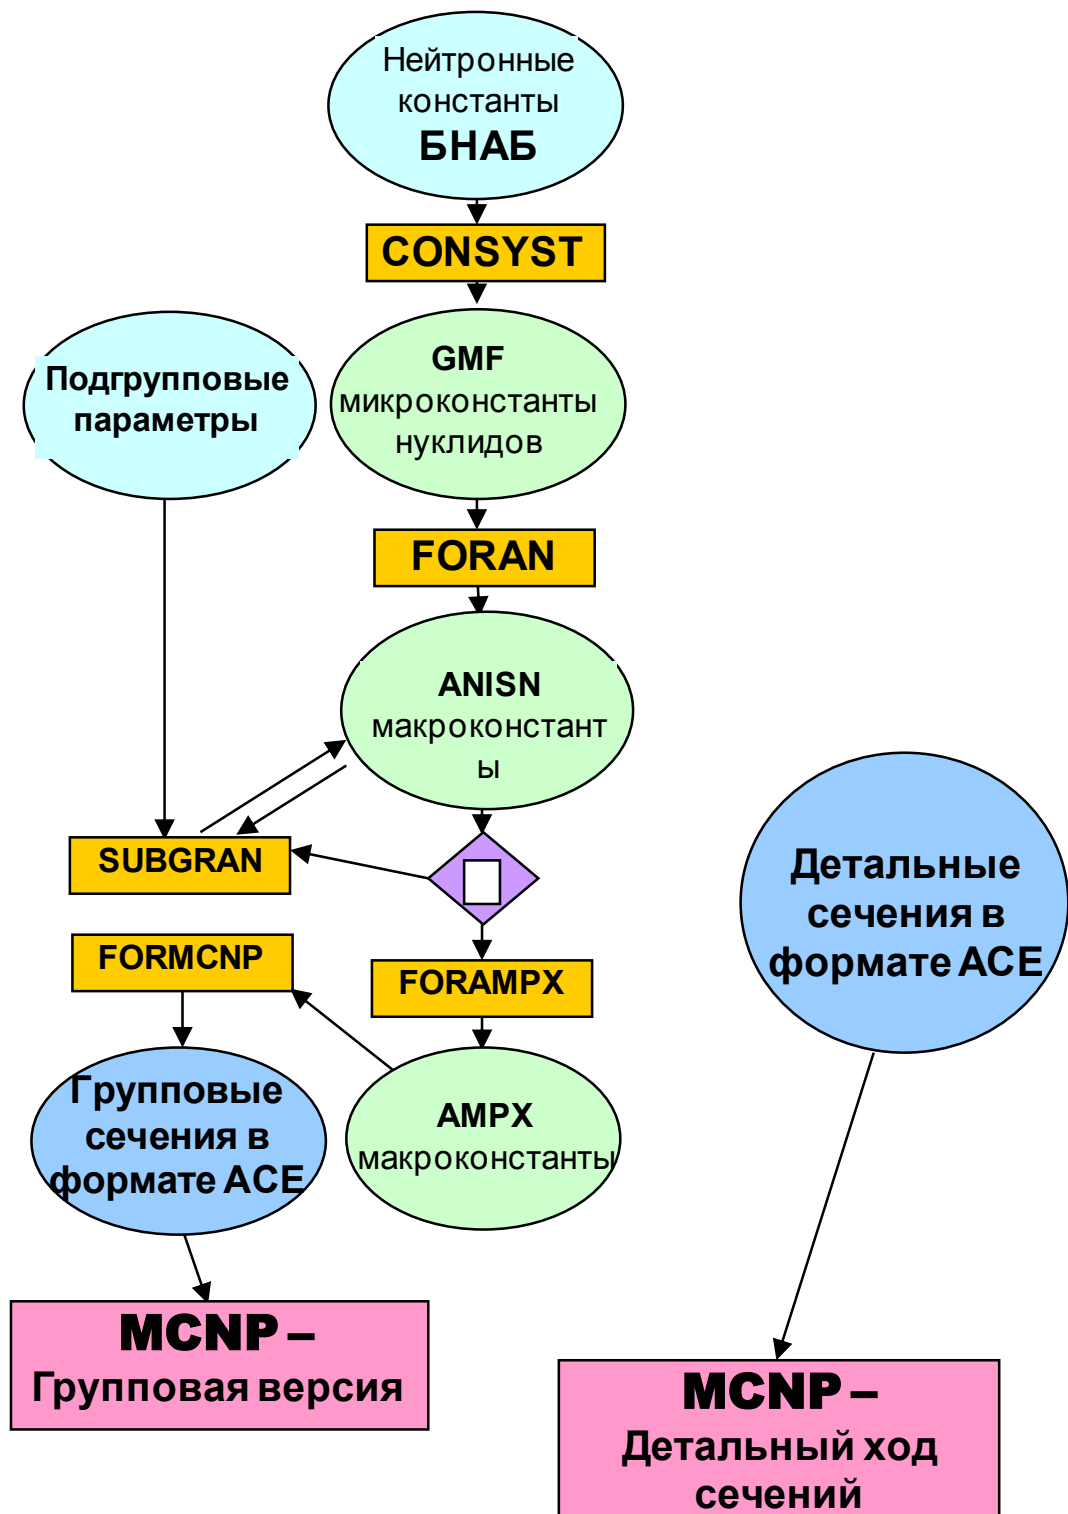 Нейтронные
константы
БНАБ
CONSYST
GMF
микроконстанты
нуклидов
Подгрупповые
параметры
FORAN
ANISN
макроконстант
ы
SUBGRAN
FORMCNP
FORAMPX
Групповые
сечения в
формате ACE
AMPX
макроконстанты
Детальные
сечения в
формате ACE
MCNP –
Групповая версия
MCNP –
Детальный ход
сечений